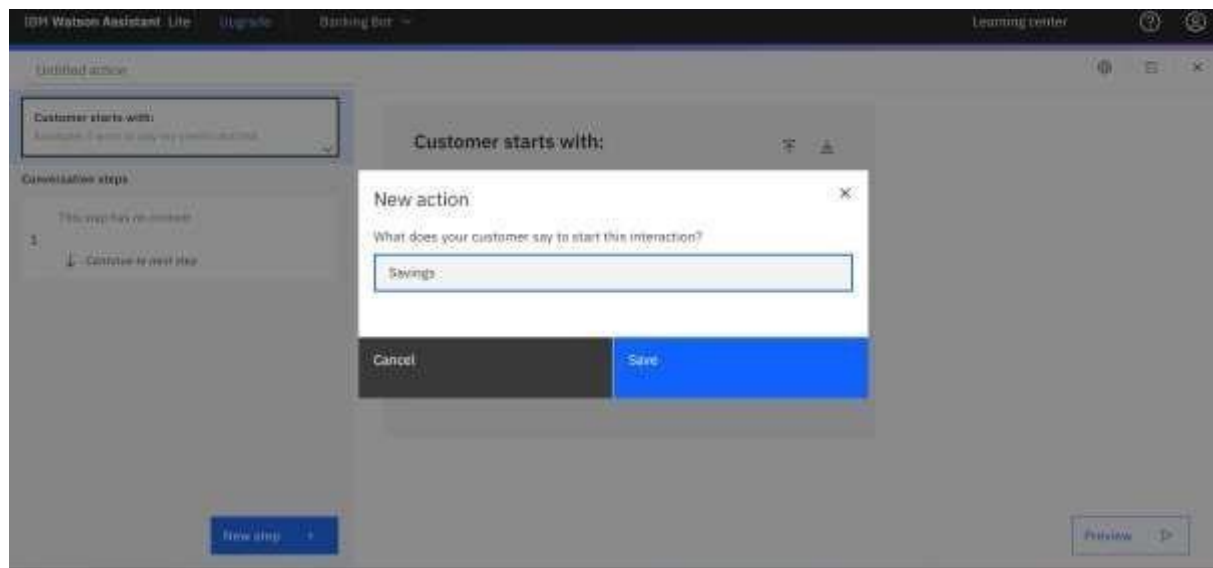 IBM Watson Assistant Lite Upgrade Banking Bot Learning center
Untitled action
Customer starts with:
Customer starts with:
Conversation steps
This step has no content
1
Continue to next step
New action
What does your customer say to start this interaction?
Savings
Cancel Save
New step +
Preview